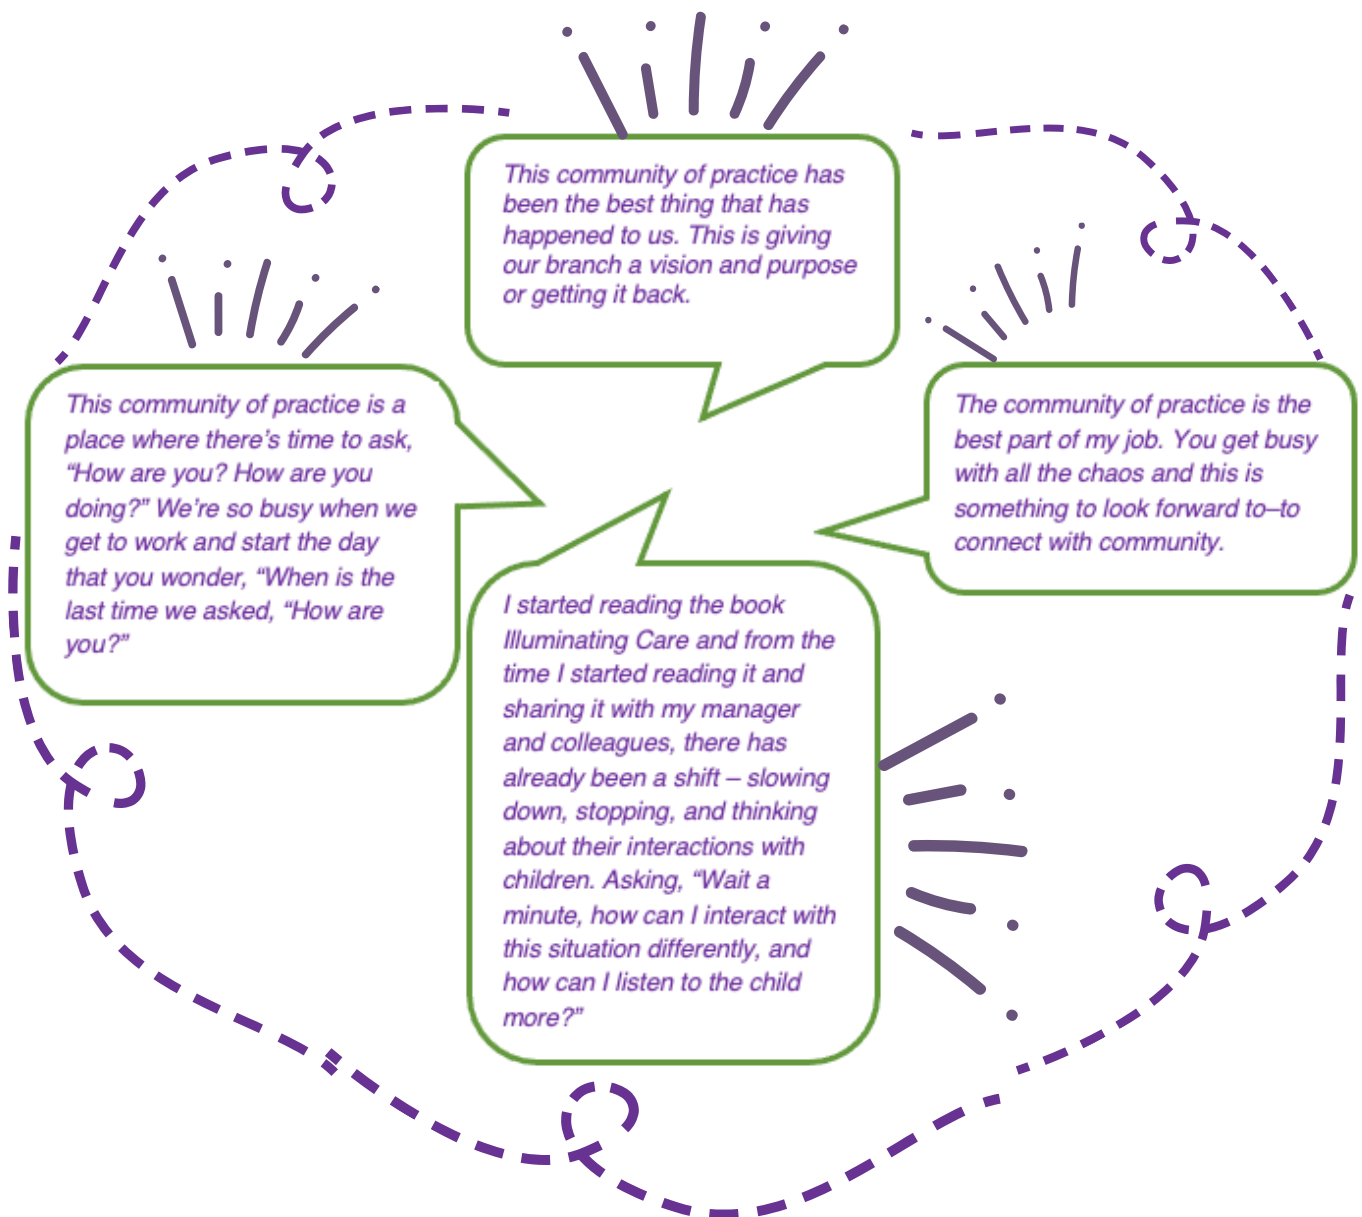 This community of practice has
been the best thing that has
happened to us. This is giving
our branch a vision and purpose
or getting it back.
This community of practice is a
place where there's time to ask,
“How are you? How are you
doing?” We're so busy when we
get to work and start the day
that you wonder, “When is the
last time we asked, “How are
you?”
The community of practice is the
best part of my job. You get busy
with all the chaos and this is
something to look forward to–to
connect with community.
I started reading the book
Illuminating Care and from the
time I started reading it and
sharing it with my manager
and colleagues, there has
already been a shift – slowing
down, stopping, and thinking
about their interactions with
children. Asking, “Wait a
minute, how can I interact with
this situation differently, and
how can I listen to the child
more?”